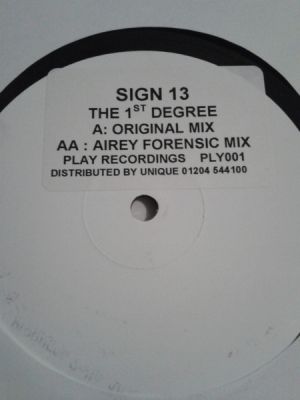 SIGN 13
THE 1ST DEGREE
A: ORIGINAL MIX
AA : AIREY FORENSIC MIX
PLAY RECORDINGS PLY001
DISTRIBUTED BY UNIQUE 01204 544100